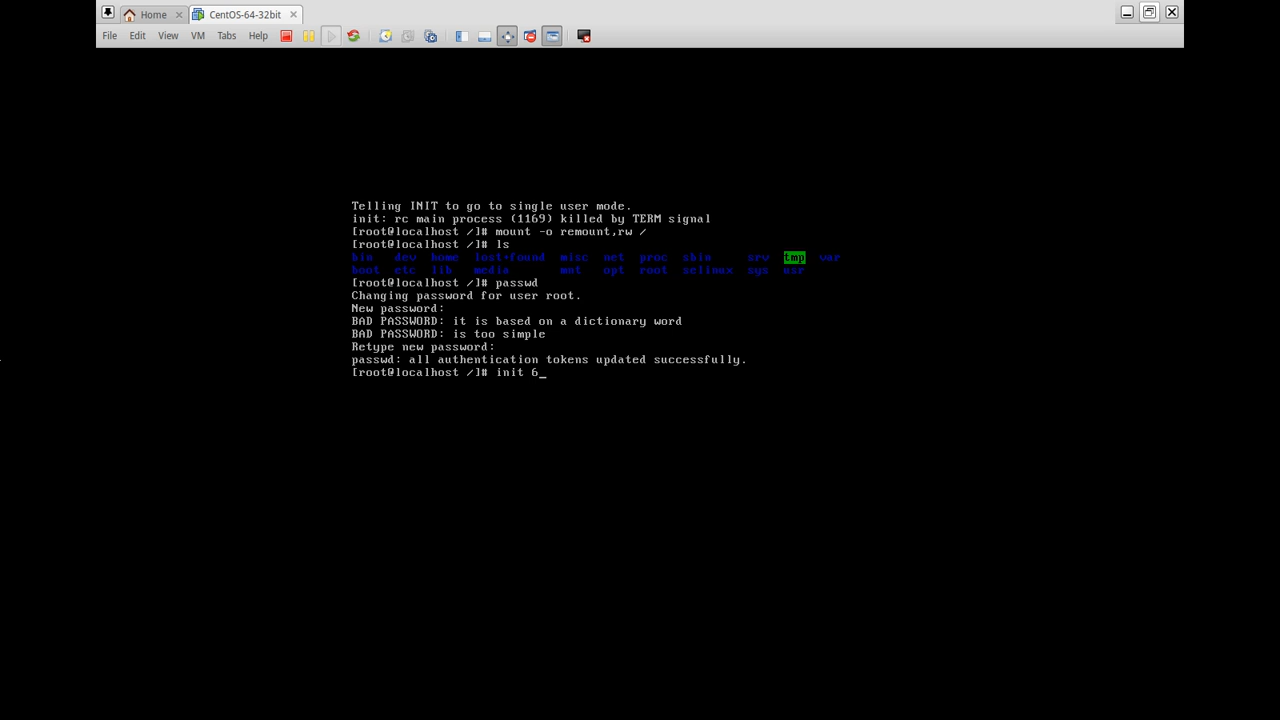 Home
CentOS-64-32bit
File Edit View VM Tabs Help
Telling INIT to go to single user mode.
init: rc main process (1169) killed by TERM signal
[root@localhost /]# mount -o remount,rw /
[root@localhost /]# ls
bin dev home lost+found misc net proc sbin srv tmp var
boot etc lib media mnt opt root selinux sys usr
[root@localhost /]# passwd
Changing password for user root.
New password:
BAD PASSWORD: it is based on a dictionary word
BAD PASSWORD: is too simple
Retype new password:
passwd: all authentication tokens updated successfully.
[root@localhost /]# init 6_